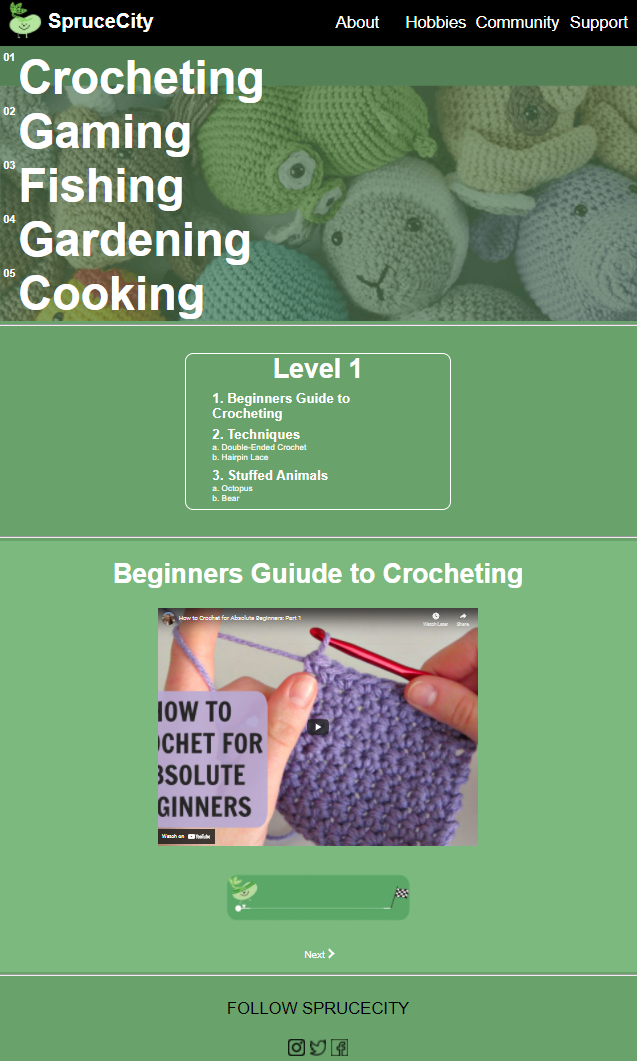 SpruceCity
About Hobbies Community Support
01
Crocheting
02
Gaming
03
Fishing
04
Gardening
05
Cooking
Level 1
1. Beginners Guide to
Crocheting
2. Techniques
a. Double-Ended Crochet
b. Hairpin Lace
3. Stuffed Animals
a. Octopus
b. Bear
Beginners Guiude to Crocheting
How to Crochet for Absolute Beginners: Part 1
Watch Later Share
HOW TO
OCHET FOR
BSOLUTE
GINNERS
Watch on YouTube
Next
FOLLOW SPRUCECITY